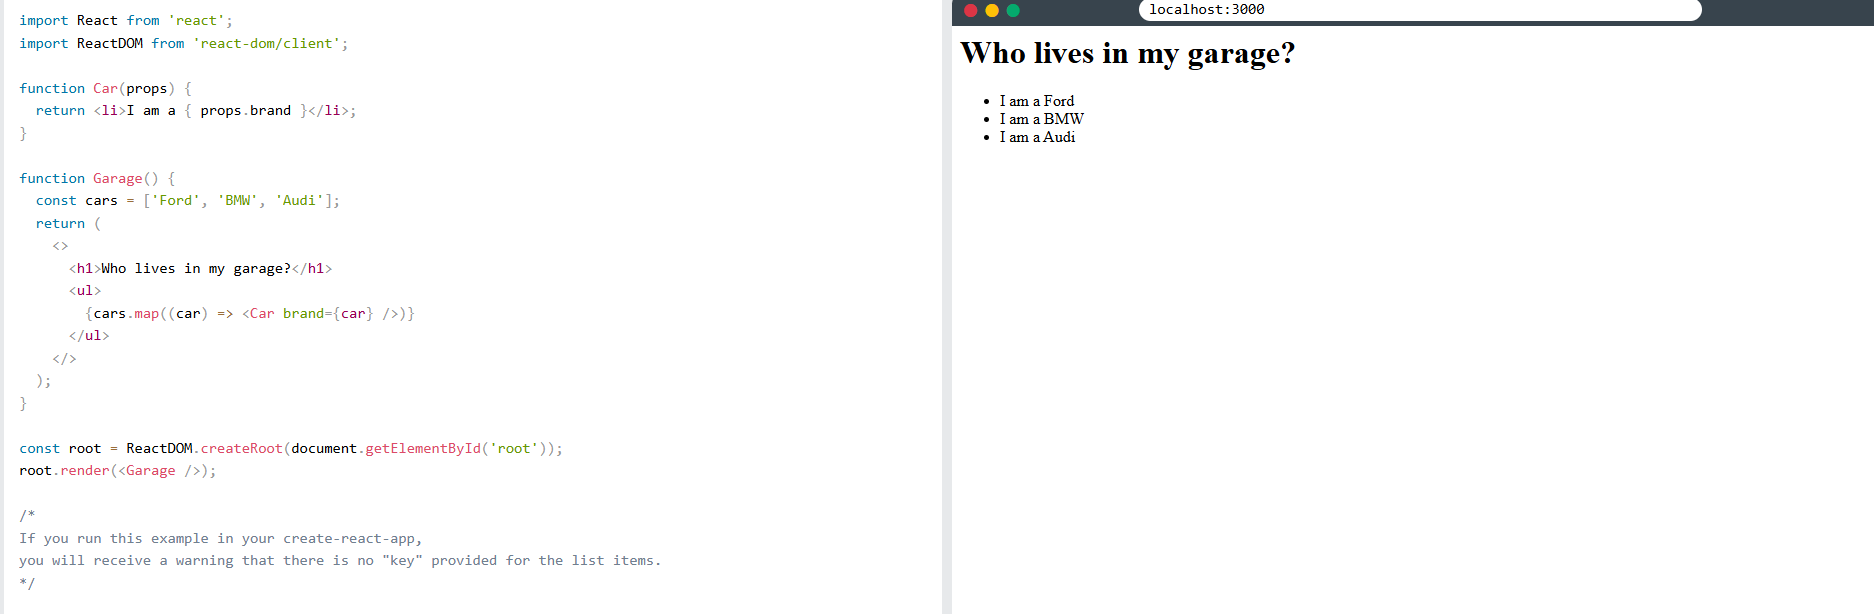 import React from 'react';
import ReactDOM from 'react-dom/client';

function Car(props) {
  return <li>I am a { props.brand }</li>;
}

function Garage() {
  const cars = ['Ford', 'BMW', 'Audi'];
  return (
    <>
      <h1>Who lives in my garage?</h1>
      <ul>
        {cars.map((car) => <Car brand={car} />)}
      </ul>
    </>
  );
}

const root = ReactDOM.createRoot(document.getElementById('root'));
root.render(<Garage />);

/*
If you run this example in your create-react-app,
you will receive a warning that there is no "key" provided for the list items.
*/
localhost:3000
Who lives in my garage?
• I am a Ford
• I am a BMW
• I am a Audi